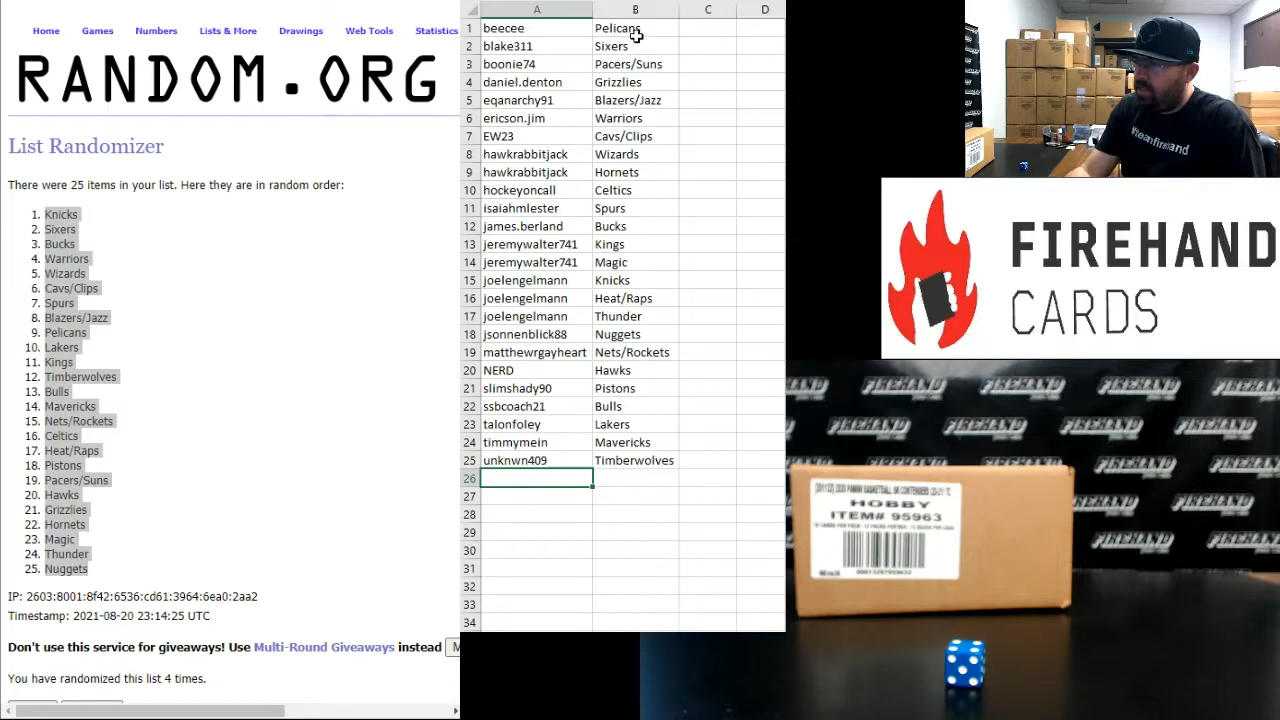 Home Games Numbers Lists & More Drawings Web Tools Statistics
RANDOM.ORG
List Randomizer
There were 25 items in your list. Here they are in random order:
1. Knicks
2. Sixers
3. Bucks
4. Warriors
5. Wizards
6. Cavs/Clips
7. Spurs
8. Blazers/Jazz
9. Pelicans
10. Lakers
11. Kings
12. Timberwolves
13. Bulls
14. Mavericks
15. Nets/Rockets
16. Celtics
17. Heat/Raps
18. Pistons
19. Pacers/Suns
20. Hawks
21. Grizzlies
22. Hornets
23. Magic
24. Thunder
25. Nuggets
IP: 2603:8001:8f42:6536:cd61:3964:6ea0:2aa2
Timestamp: 2021-08-20 23:14:25 UTC
Don't use this service for giveaways! Use Multi-Round Giveaways instead
You have randomized this list 4 times.
A B C D
1 beecee Pelicans
2 blake311 Sixers
3 boonie74 Pacers/Suns
4 daniel.denton Grizzlies
5 eqanarchy91 Blazers/Jazz
6 ericson.jim Warriors
7 EW23 Cavs/Clips
8 hawkrabbitjack Wizards
9 hawkrabbitjack Hornets
10 hockeyoncall Celtics
11 isaiahmlester Spurs
12 james.berland Bucks
13 jeremywalter741 Kings
14 jeremywalter741 Magic
15 joelengelmann Knicks
16 joelengelmann Heat/Raps
17 joelengelmann Thunder
18 jsonnenblick88 Nuggets
19 matthewrgayheart Nets/Rockets
20 NERD Hawks
21 slimshady90 Pistons
22 ssbcoach21 Bulls
23 talonfoley Lakers
24 timmymein Mavericks
25 unknwn409 Timberwolves
26
27
28
29
30
31
32
33
34
#teamfirehand
FIREHAND
CARDS
FIREHAND FIREHAND FIREHAND
HOBBY
ITEM# 95963